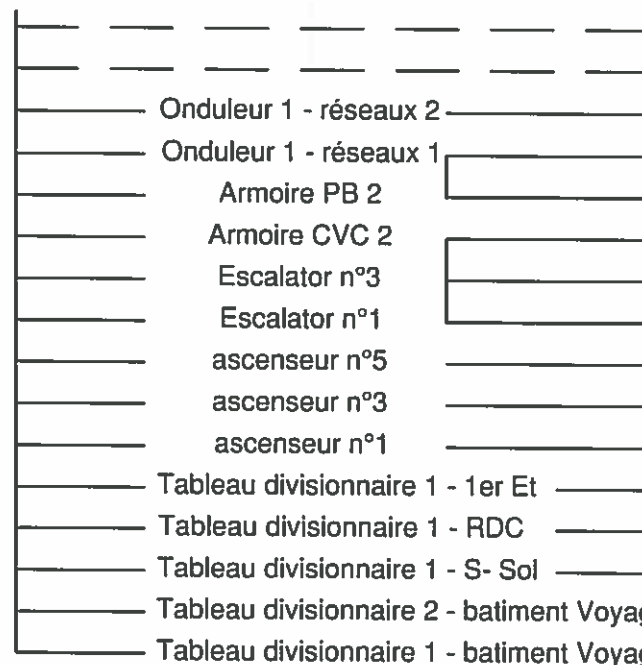 Onduleur 1 - réseaux 2
Onduleur 1 - réseaux 1
Armoire PB 2
Armoire CVC 2
Escalator n°3
Escalator n°1
ascenseur n°5
ascenseur n°3
ascenseur n°1
Tableau divisionnaire 1 - 1er Et
Tableau divisionnaire 1 - RDC
Tableau divisionnaire 1 - S- Sol
Tableau divisionnaire 2 - batiment Voyag
Tableau divisionnaire 1 - batiment Voyag